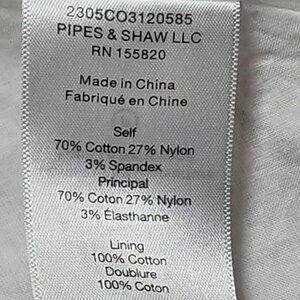 2305CO3120585
PIPES & SHAW LLC
RN 155820
Made in China
Fabriqué en Chine
Self
70% Cotton 27% Nylon
3% Spandex
Principal
70% Coton 27% Nylon
3% Élasthanne
Lining
100% Cotton
Doublure
100% Coton